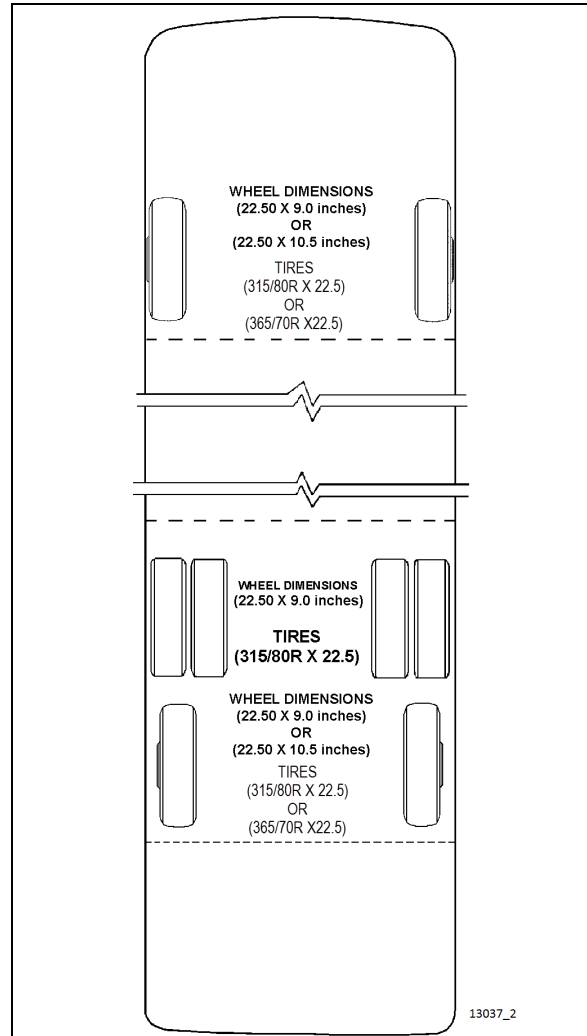 WHEEL DIMENSIONS
(22.50 X 9.0 inches)
OR
(22.50 X 10.5 inches)
TIRES
(315/80R X 22.5)
OR
(365/70R X22.5)
WHEEL DIMENSIONS
(22.50 X 9.0 inches)
TIRES
(315/80R X 22.5)
WHEEL DIMENSIONS
(22.50 X 9.0 inches)
OR
(22.50 X 10.5 inches)
TIRES
(315/80R X 22.5)
OR
(365/70R X22.5)
13037_2